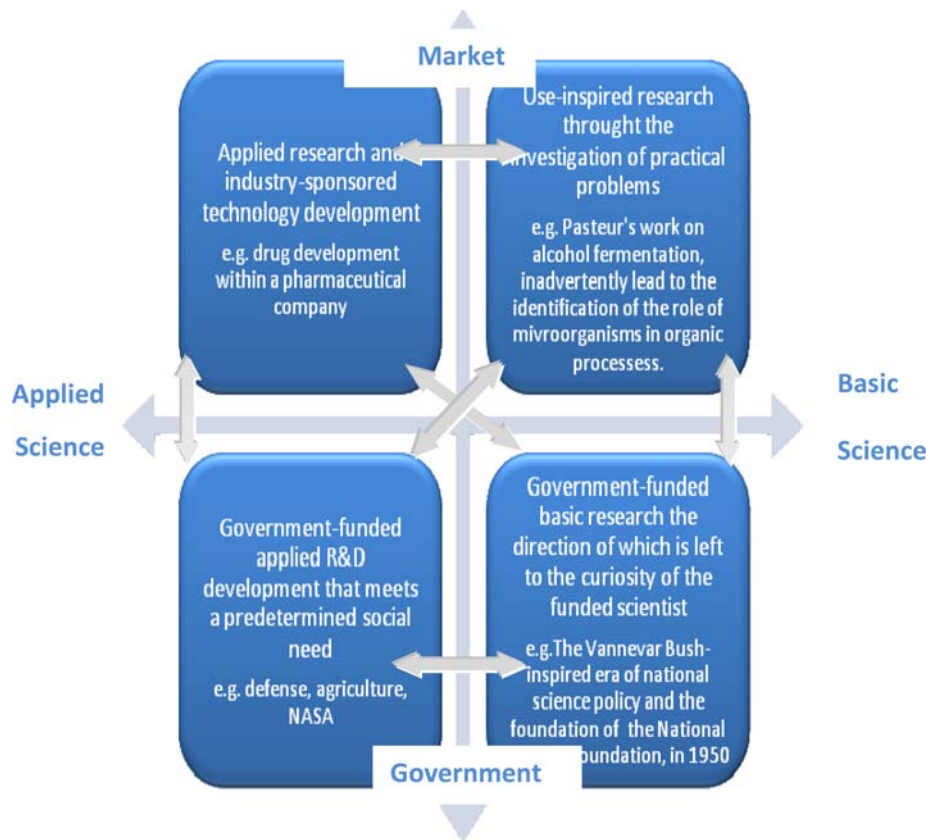 Market
Applied research and
industry-sponsored
technology development
e.g. drug development
within a pharmaceutical
company
Use-inspired research
throught the
investigation of practical
problems
e.g. Pasteur's work on
alcohol fermentation,
inadvertently lead to the
identification of the role of
mivroorganisms in organic
processess.
Applied
Science
Basic
Science
Government-funded
applied R&D
development that meets
a predetermined social
need
e.g. defense, agriculture,
NASA
Government-funded
basic research the
direction of which is left
to the curiosity of the
funded scientist
e.g.The Vannevar Bush-
inspired era of national
science policy and the
foundation of the National
oundation, in 1950
Government